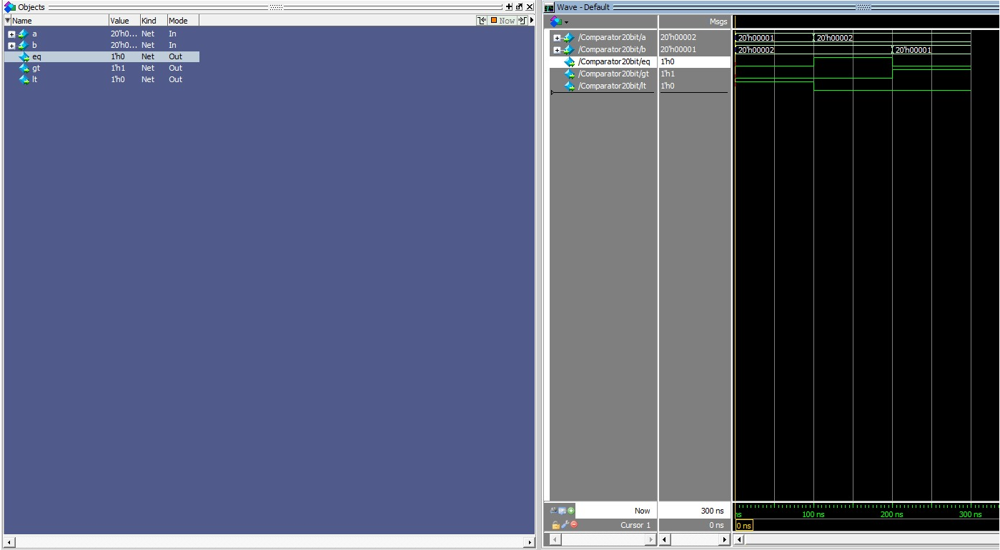 Objects
Name Value Kind Mode Now
a 20'h0... Net In
b 20'h0... Net In
eq 1'h0 Net Out
gt 1'h1 Net Out
lt 1'h0 Net Out
Wave - Default
Msgs
/Comparator20bit/a 20'h00002 20'h00001 20'h00002
/Comparator20bit/b 20'h00001 20'h00002 20'h00001
/Comparator20bit/eq 1'h0
/Comparator20bit/gt 1'h1
/Comparator20bit/lt 1'h0
Now 300 ns ns 100 ns 200 ns 300 ns
Cursor 1 0 ns 0 ns